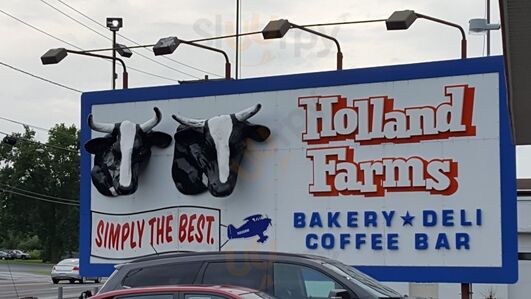 Holland
Farms
SIMPLY THE BEST.
BAKERY★DELI
COFFEE BAR